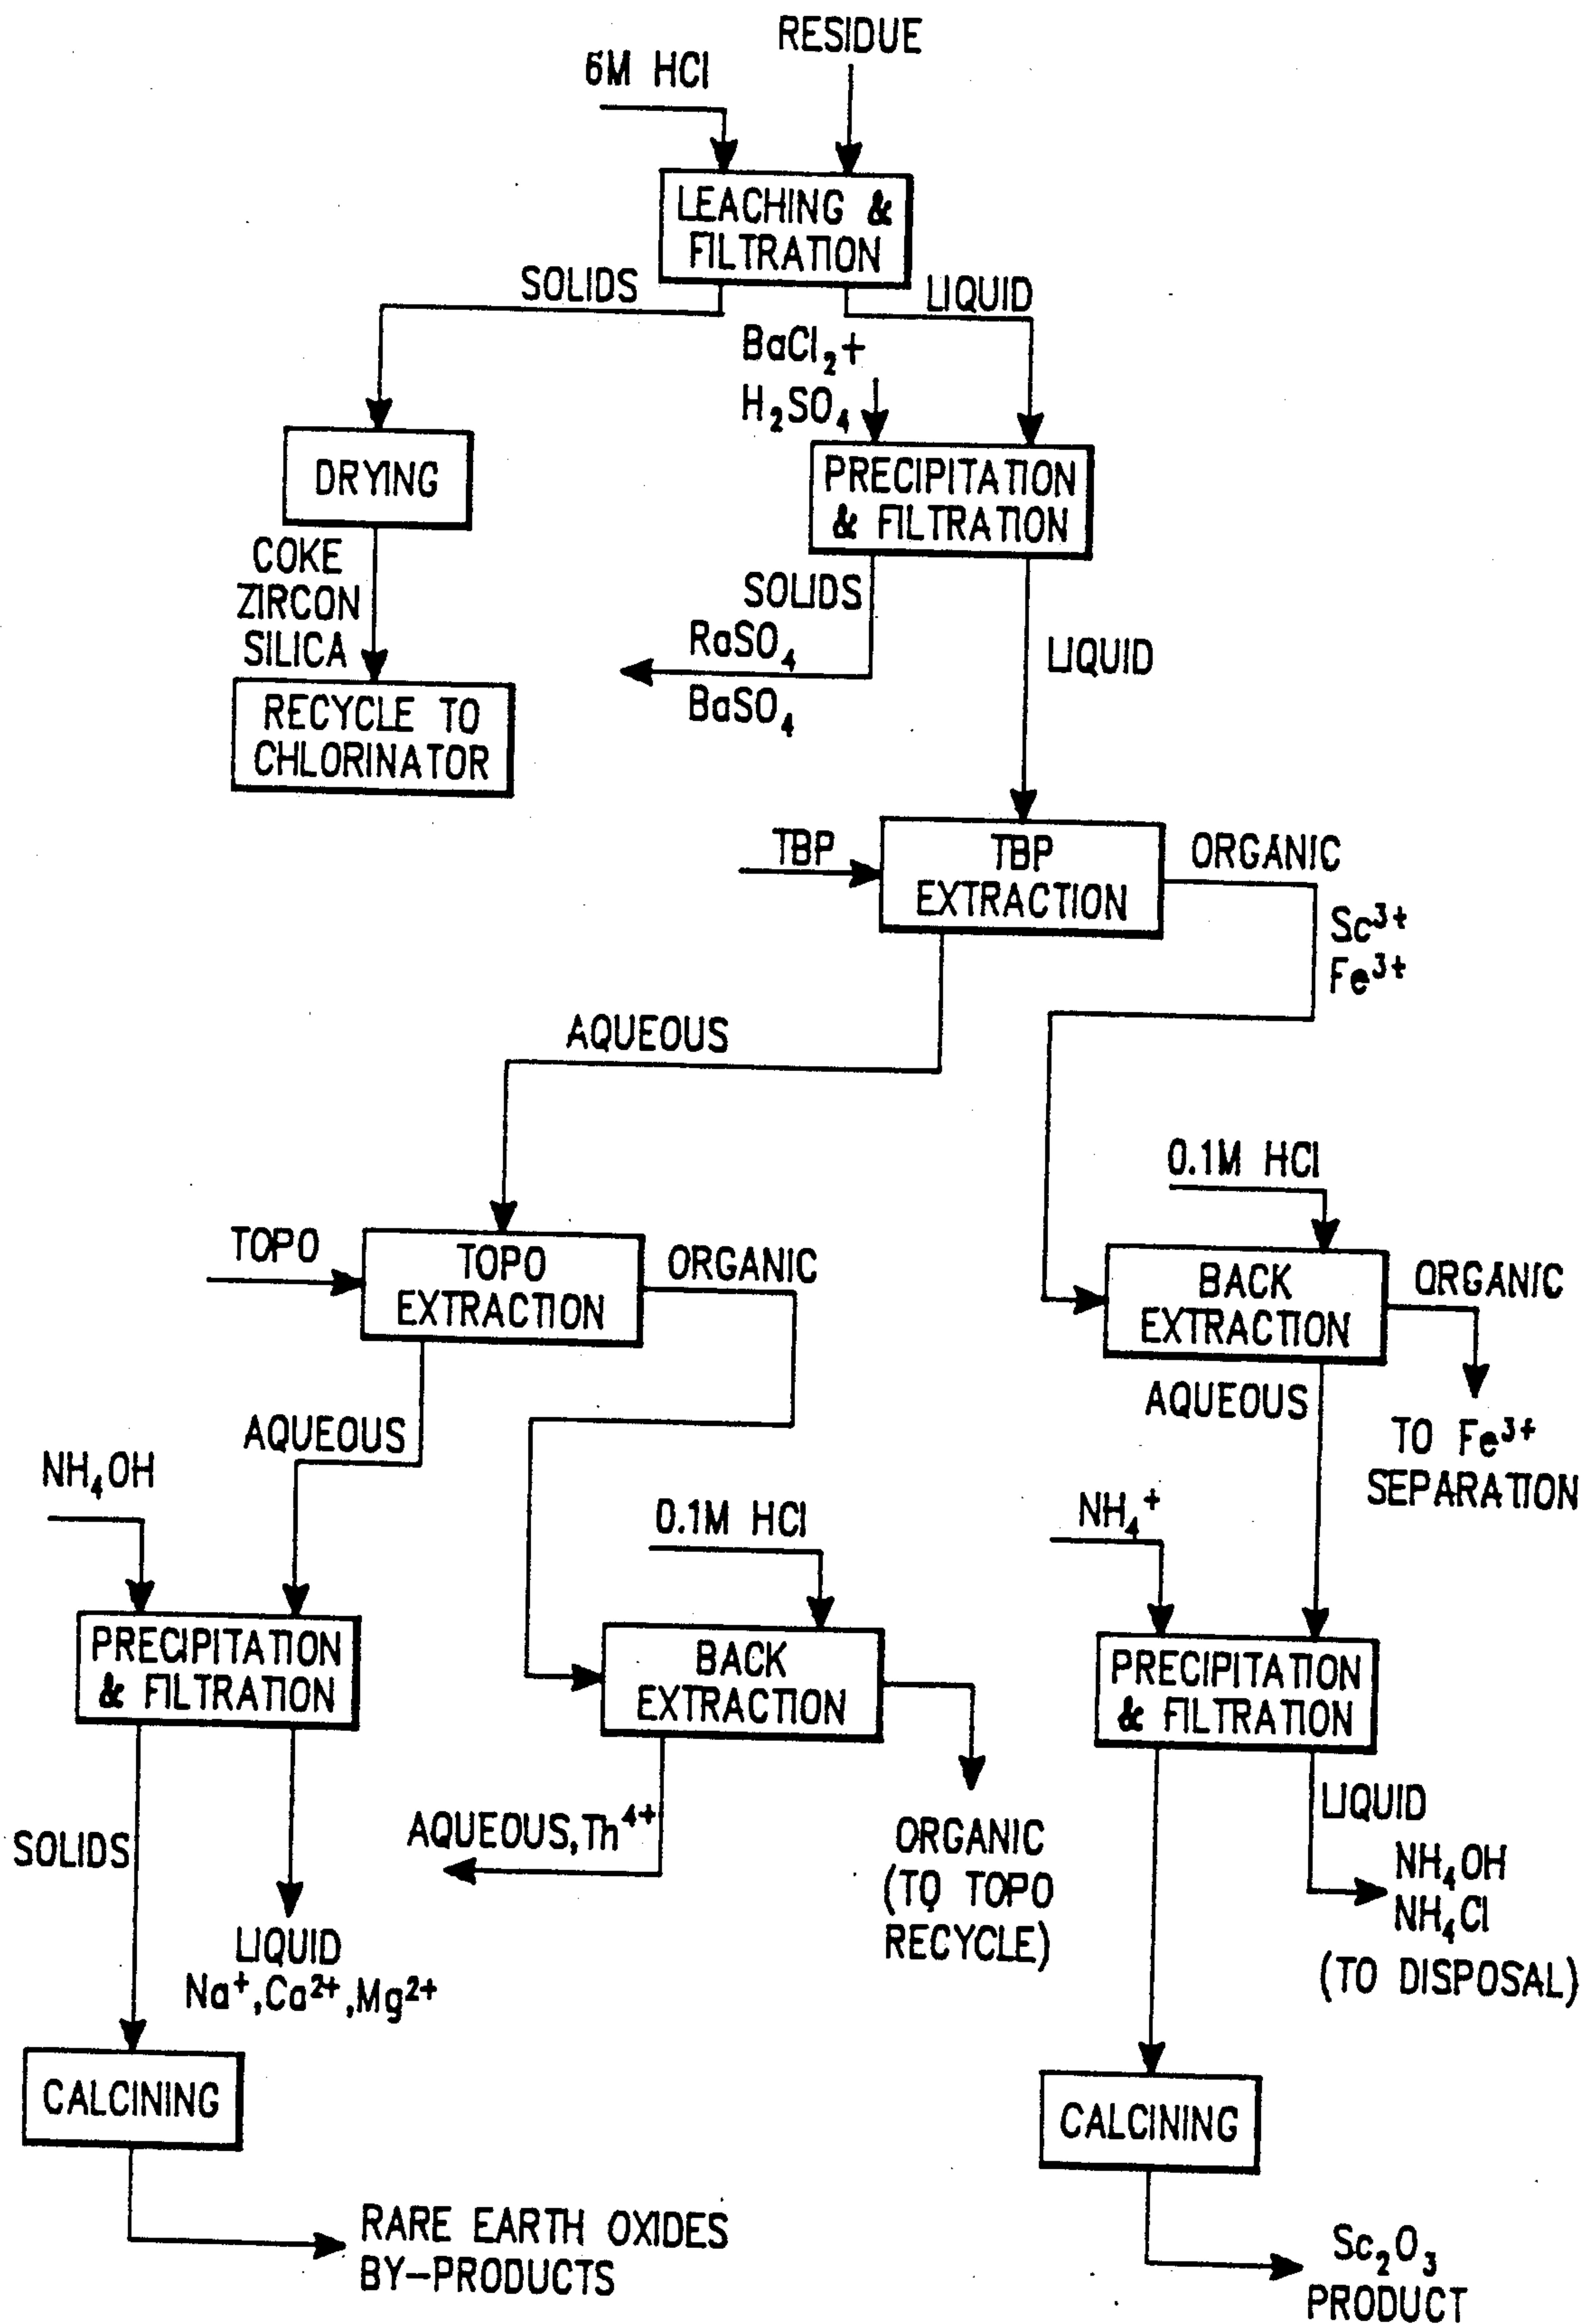 RESIDUE
6M HCl
LEACHING &
FILTRATION
SOLIDS
LIQUID
BaCl₂+
H₂SO₄
DRYING
PRECIPITATION
& FILTRATION
COKE
ZIRCON
SILICA
SOLIDS
RaSO₄
BaSO₄
LIQUID
RECYCLE TO
CHLORINATOR
TBP
TBP
EXTRACTION
ORGANIC
Sc³⁺
Fe³⁺
AQUEOUS
0.1M HCl
TOPO
TOPO
EXTRACTION
ORGANIC
BACK
EXTRACTION
ORGANIC
AQUEOUS
TO Fe³⁺
SEPARATION
AQUEOUS
NH₄OH
0.1M HCl
NH₄⁺
PRECIPITATION
& FILTRATION
BACK
EXTRACTION
PRECIPITATION
& FILTRATION
SOLIDS
AQUEOUS,Th⁴⁺
ORGANIC
(TO TOPO
RECYCLE)
LIQUID
NH₄OH
NH₄Cl
(TO DISPOSAL)
LIQUID
Na⁺,Ca²⁺,Mg²⁺
CALCINING
CALCINING
RARE EARTH OXIDES
BY-PRODUCTS
Sc₂O₃
PRODUCT